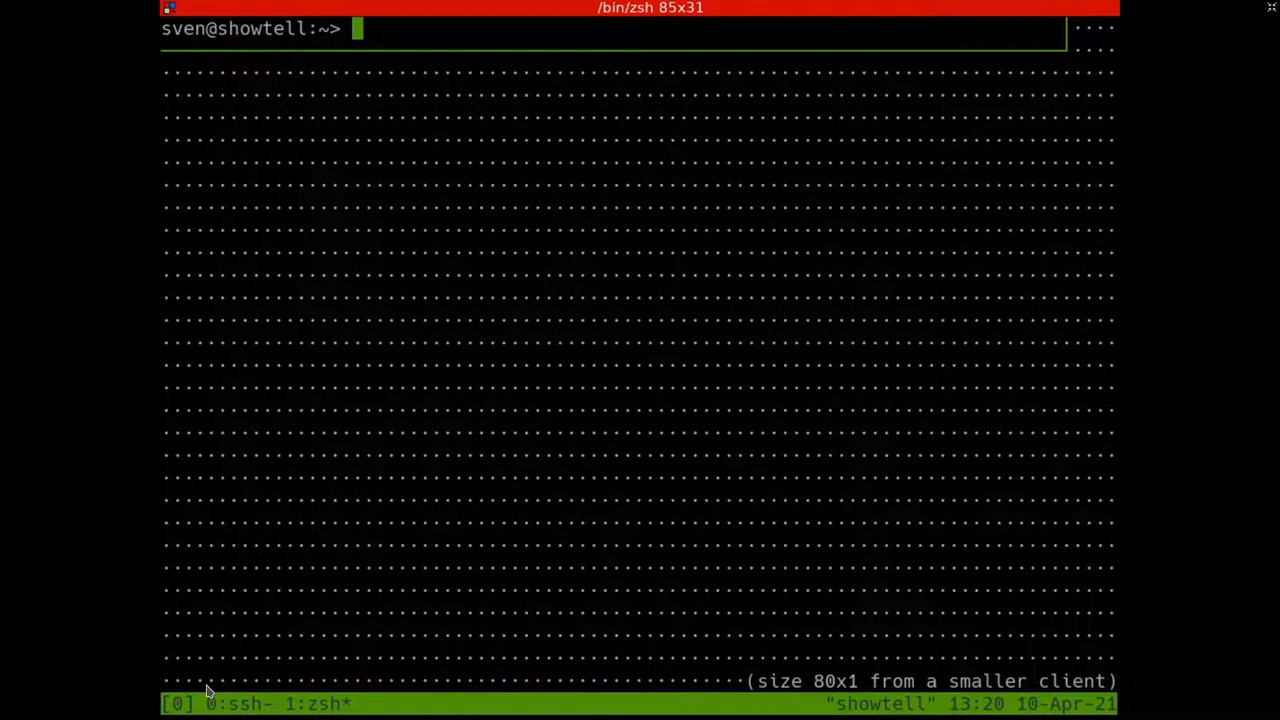 /bin/zsh 85x31
sven@showtell:~>
(size 80x1 from a smaller client)
[0] 0:ssh- 1:zsh* "showtell" 13:20 10-Apr-21